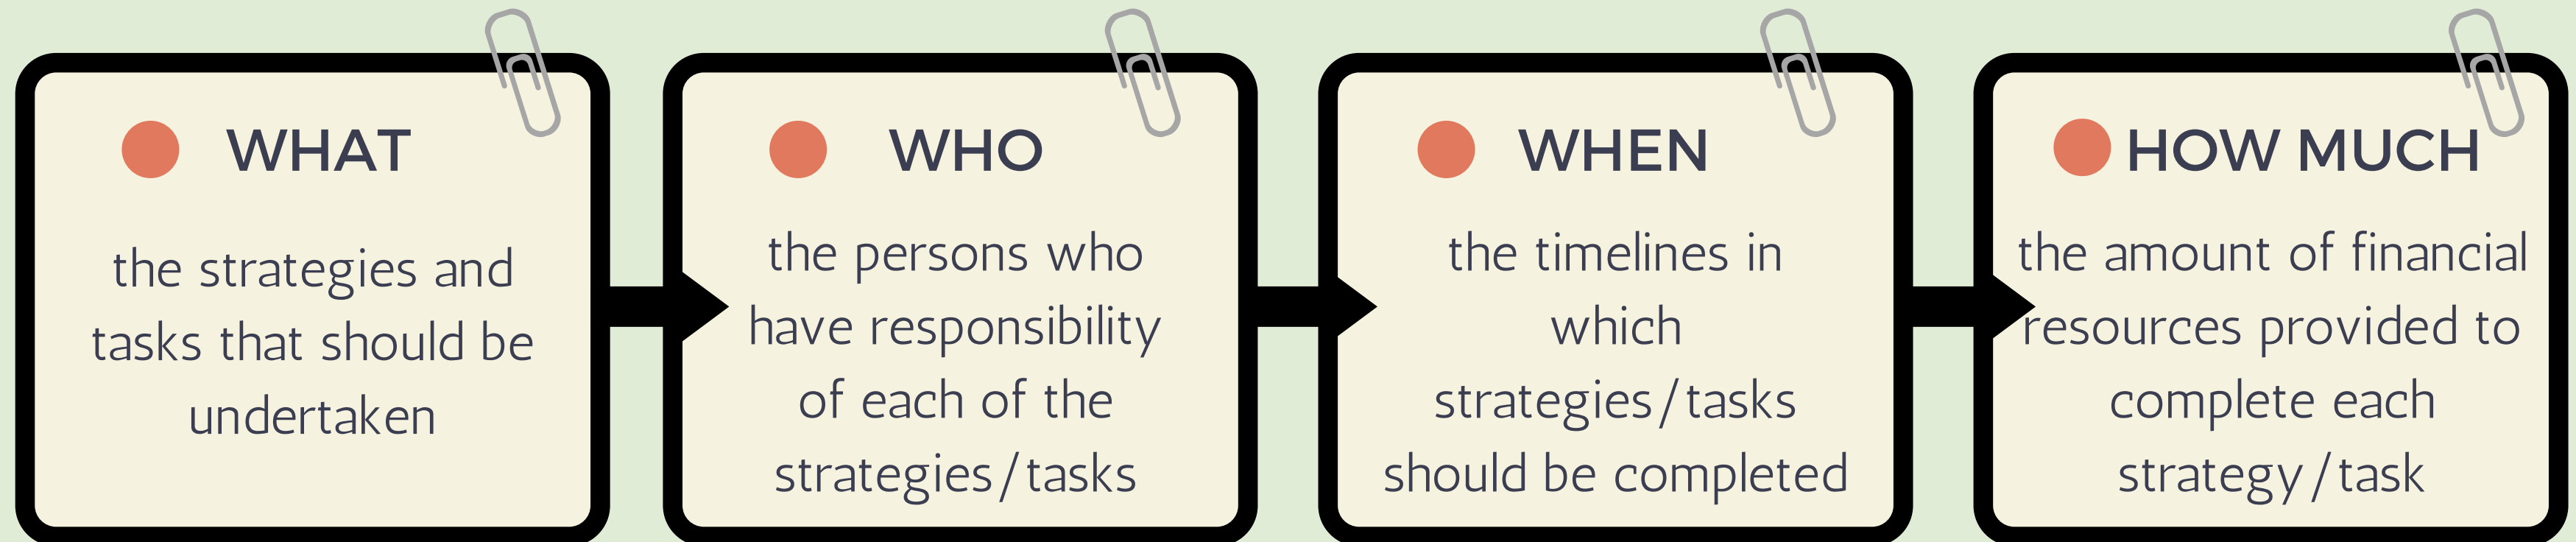 WHAT
the strategies and
tasks that should be
undertaken
WHO
the persons who
have responsibility
of each of the
strategies/tasks
WHEN
the timelines in
which
strategies/tasks
should be completed
HOW MUCH
the amount of financial
resources provided to
complete each
strategy/task